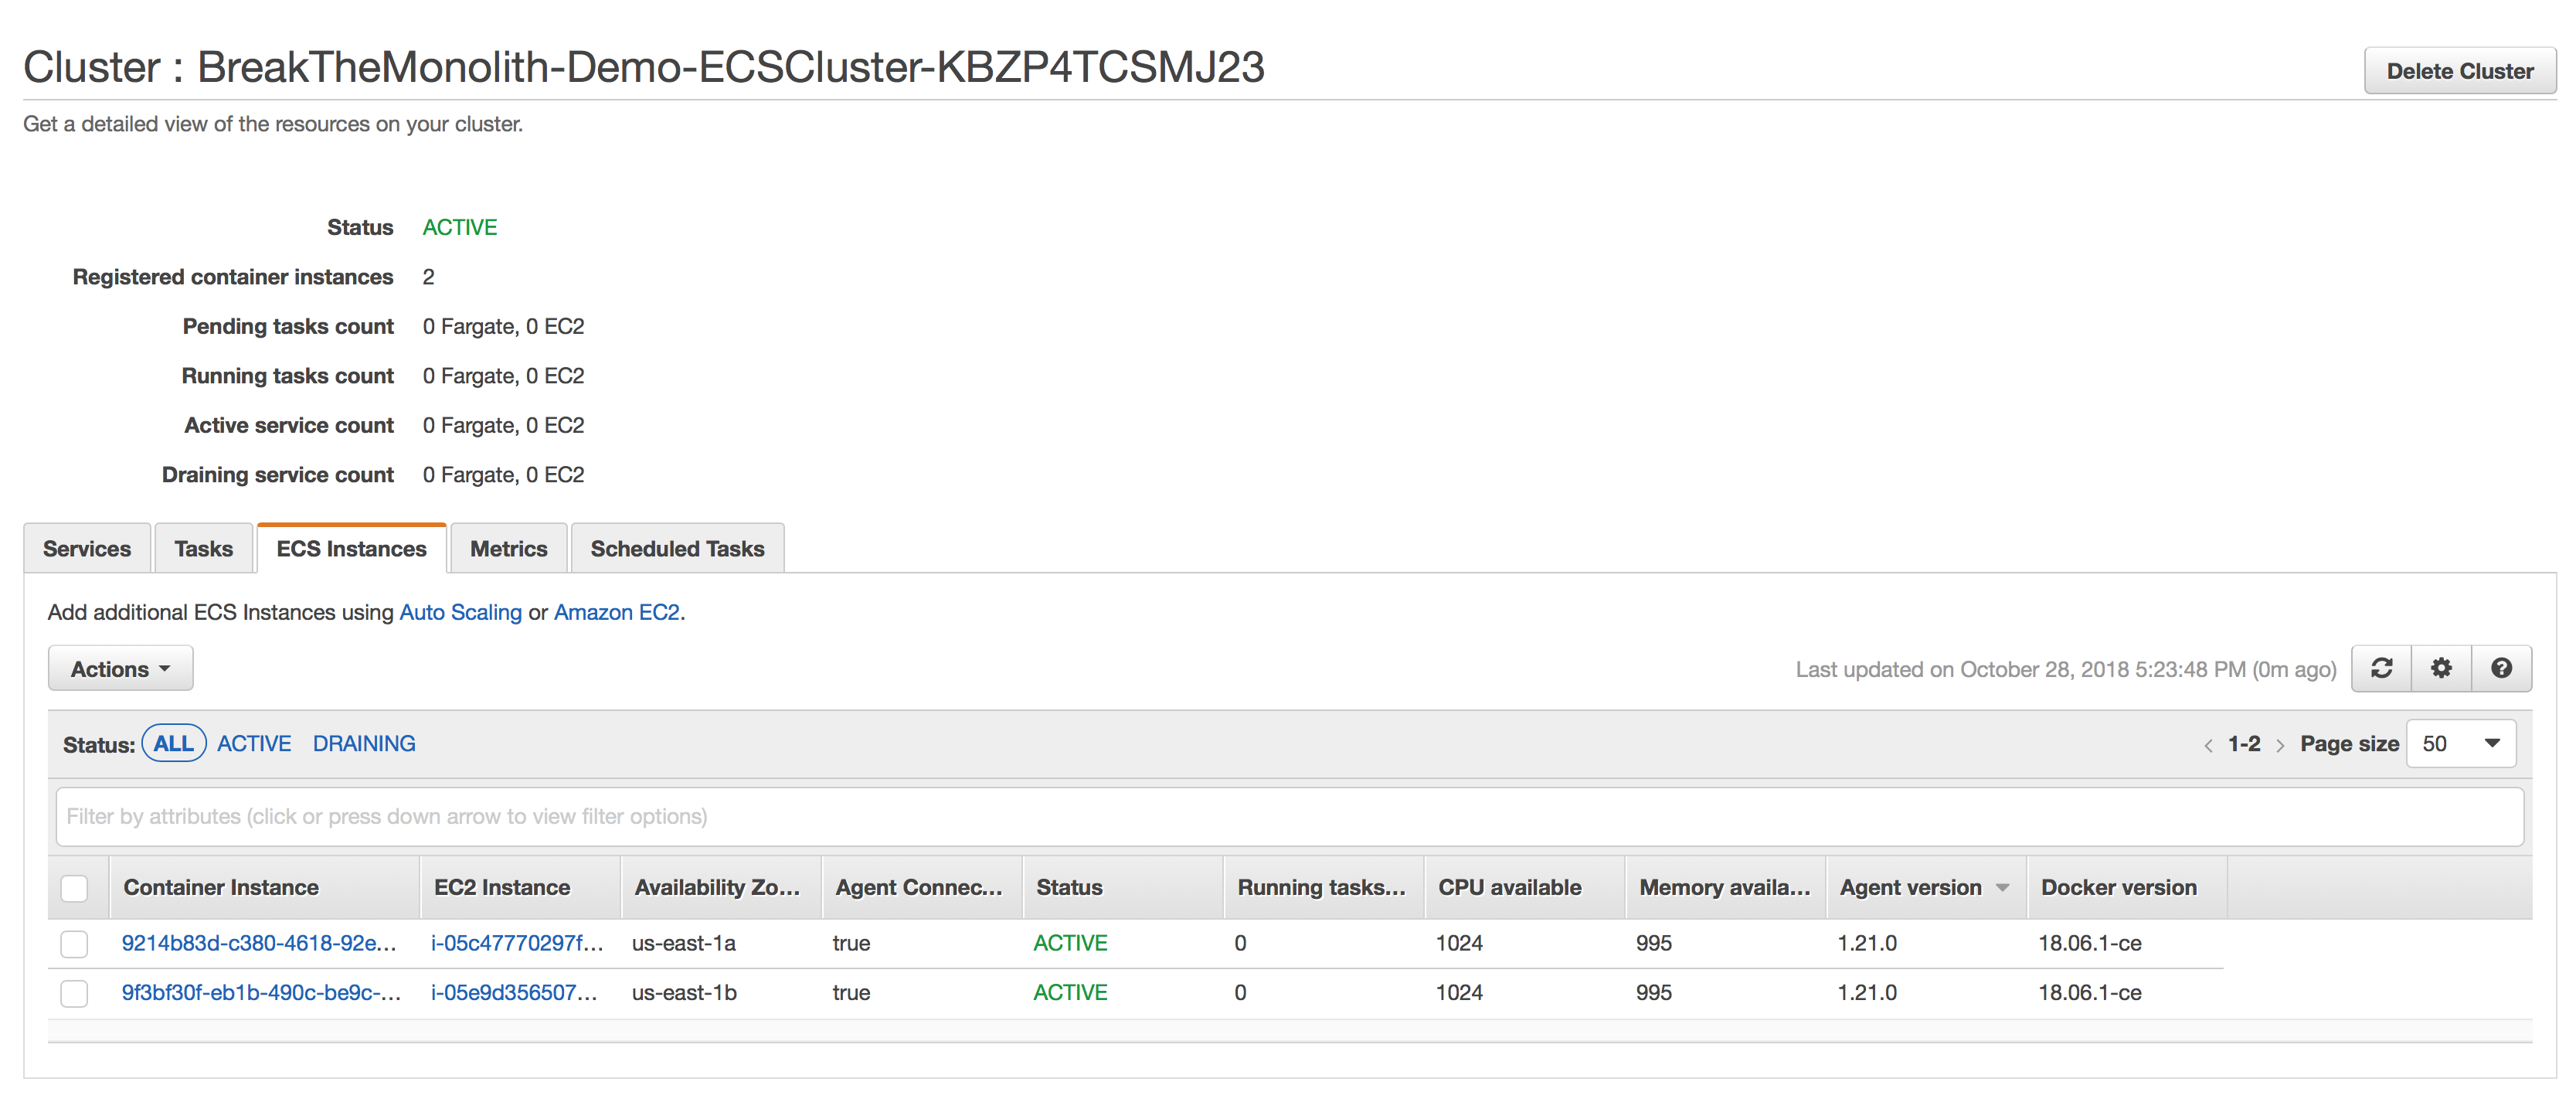 Cluster : BreakTheMonolith-Demo-ECSCluster-KBZP4TCSMJ23
Delete Cluster
Get a detailed view of the resources on your cluster.
Status ACTIVE
Registered container instances 2
Pending tasks count 0 Fargate, 0 EC2
Running tasks count 0 Fargate, 0 EC2
Active service count 0 Fargate, 0 EC2
Draining service count 0 Fargate, 0 EC2
Services Tasks ECS Instances Metrics Scheduled Tasks
Add additional ECS Instances using Auto Scaling or Amazon EC2.
Actions Last updated on October 28, 2018 5:23:48 PM (0m ago)
Status: ALL ACTIVE DRAINING 1-2 Page size 50
Filter by attributes (click or press down arrow to view filter options)
Container Instance EC2 Instance Availability Zo... Agent Connec... Status Running tasks... CPU available Memory availa... Agent version Docker version
9214b83d-c380-4618-92e... i-05c47770297f... us-east-1a true ACTIVE 0 1024 995 1.21.0 18.06.1-ce
9f3bf30f-eb1b-490c-be9c-... i-05e9d356507... us-east-1b true ACTIVE 0 1024 995 1.21.0 18.06.1-ce